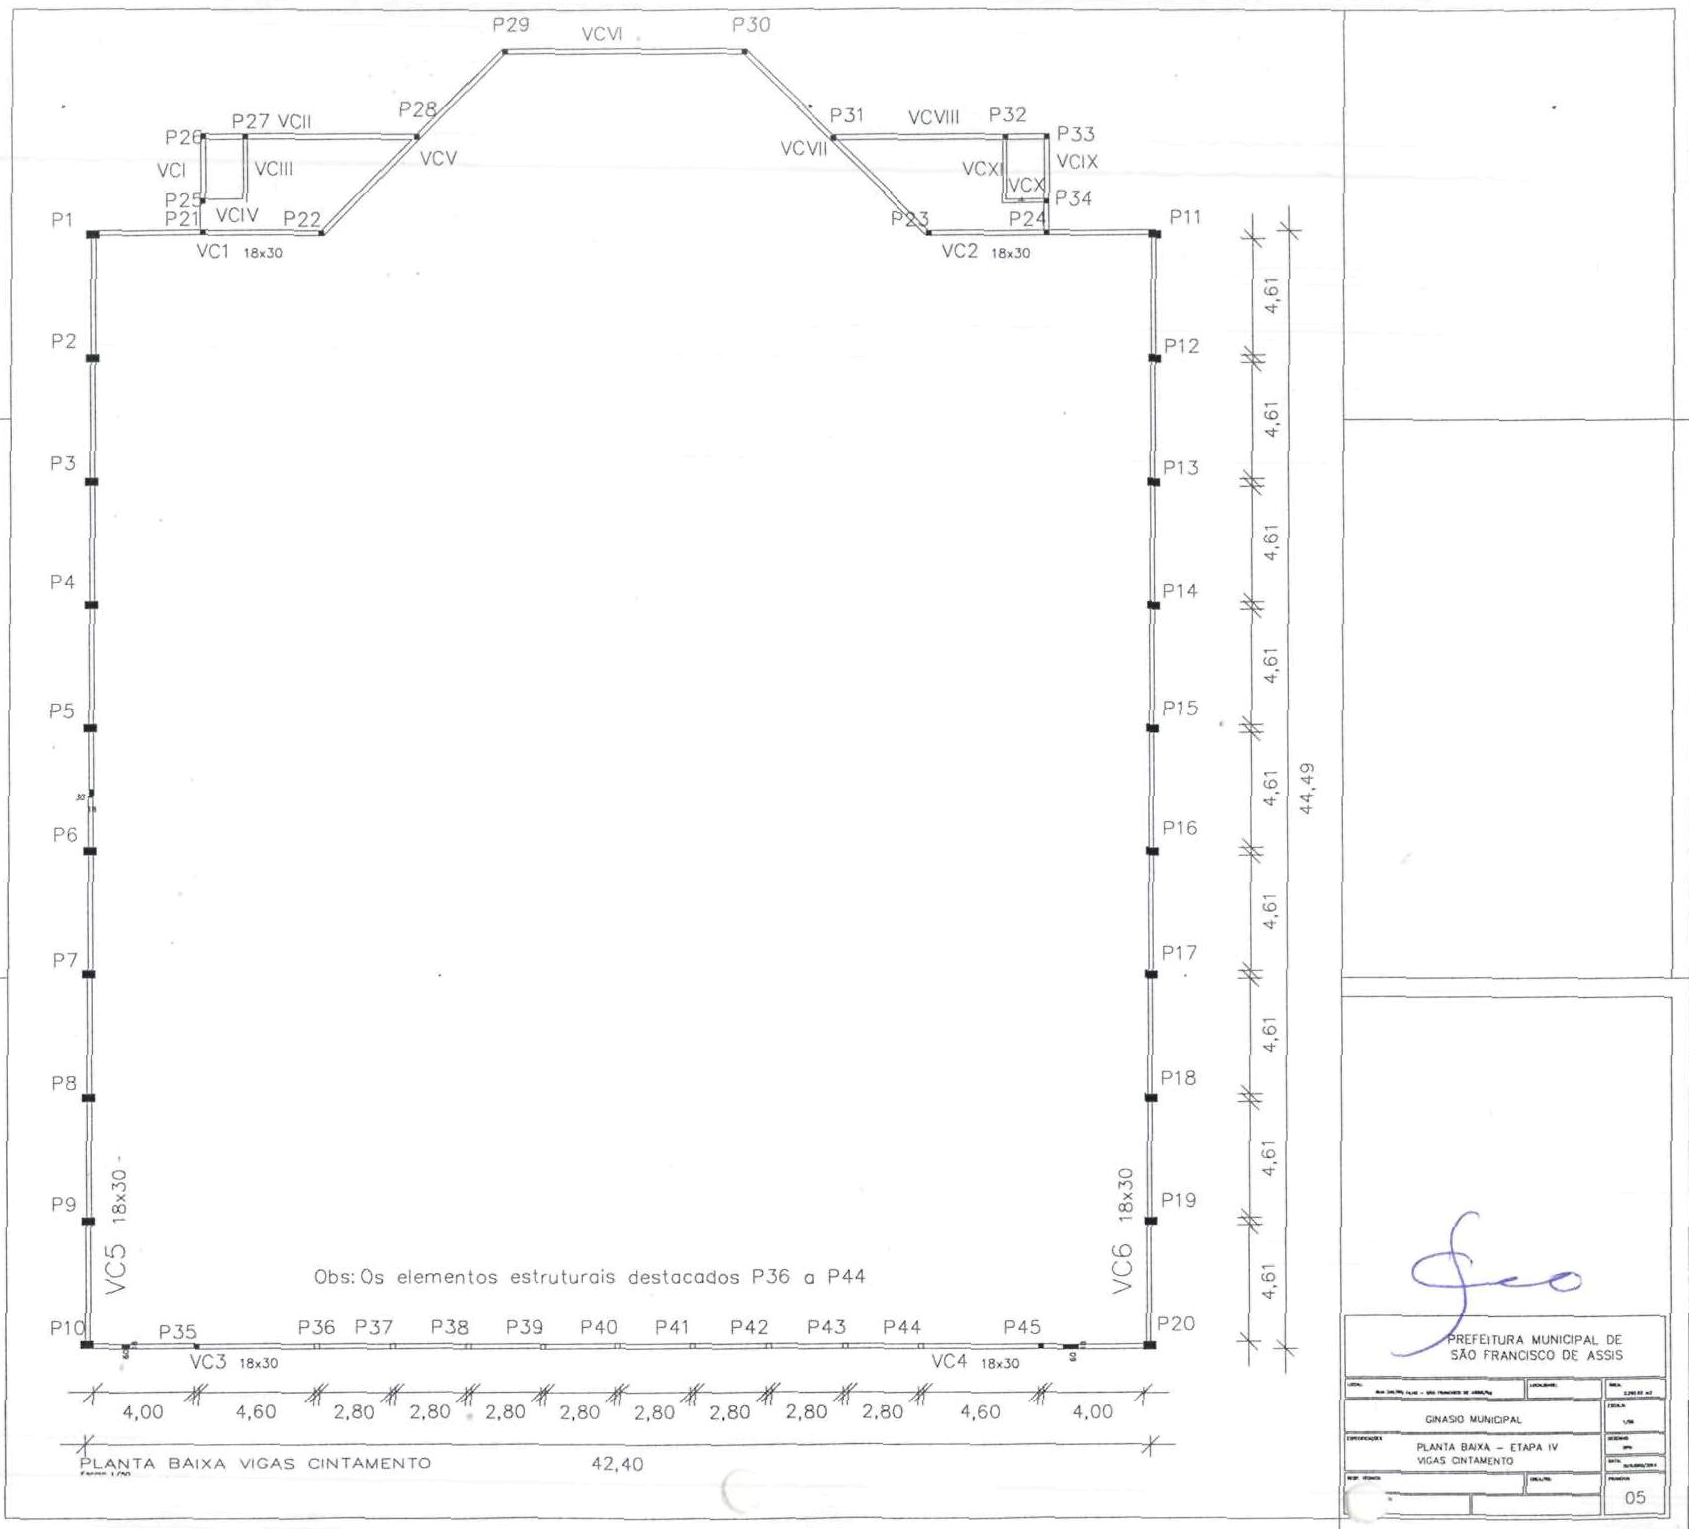 P29
P30
VCVI
P28
P31
VCVIII
P32
P26
P27 VCII
P33
VCI
VCIII
VCV
VCVII
VCXI
VCIX
VCX
P25
P34
P1
P21
VCIV
P22
P23
P24
P11
VC1 18x30
VC2 18x30
4,61
P2
P12
4,61
P3
P13
4,61
P4
P14
4,61
P5
P15
4,61
44,49
30
P6
P16
4,61
P7
P17
4,61
P8
P18
4,61
VC5 18x30
VC6 18x30
P9
P19
4,61
Obs: Os elementos estruturais destacados P36 a P44
P10
P35
P36
P37
P38
P39
P40
P41
P42
P43
P44
P45
P20
VC3 18x30
60
VC4 18x30
60
4,00
4,60
2,80
2,80
2,80
2,80
2,80
2,80
2,80
2,80
4,60
4,00
PLANTA BAIXA VIGAS CINTAMENTO
42,40
PREFEITURA MUNICIPAL DE
SÃO FRANCISCO DE ASSIS
GINASIO MUNICIPAL
PLANTA BAIXA - ETAPA IV
VIGAS CINTAMENTO
05